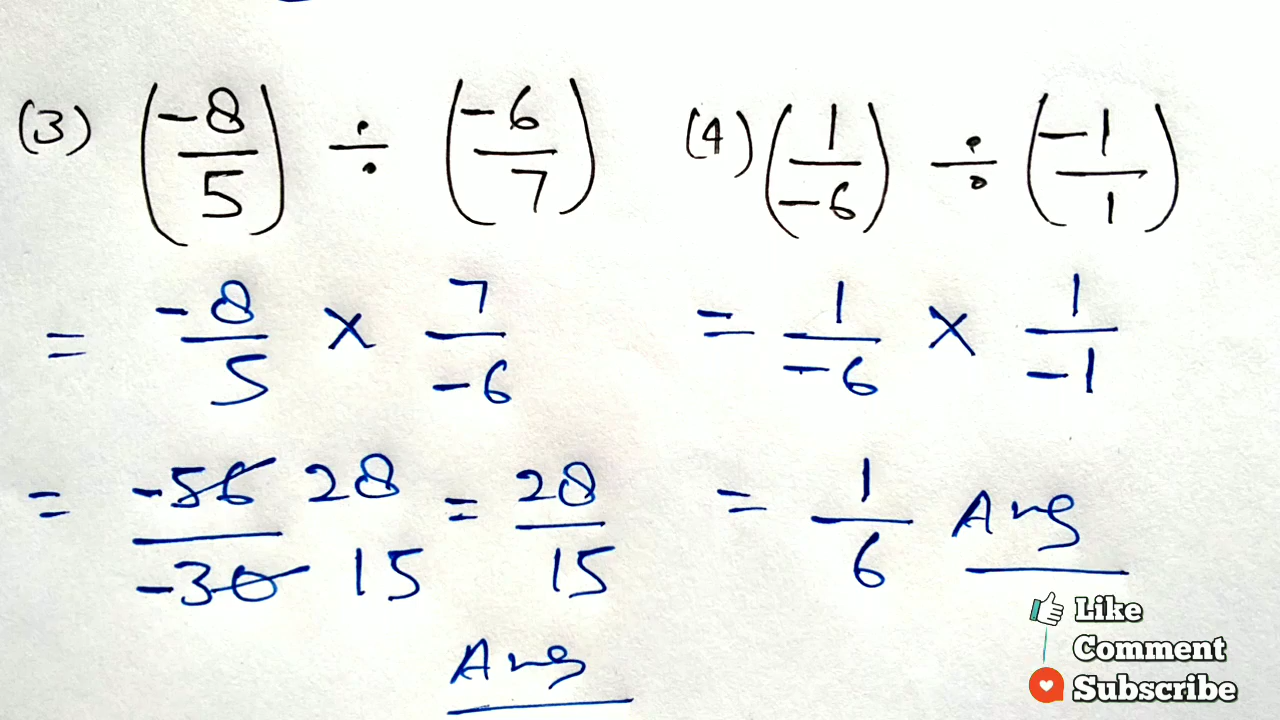 (3) (-8/5) ÷ (-6/7)
= -8/5 × 7/-6
= -56/-30 28/15 = 28/15
Ans
(4) (1/-6) ÷ (-1/1)
= 1/-6 × 1/-1
= 1/6 Ans
Like
Comment
Subscribe